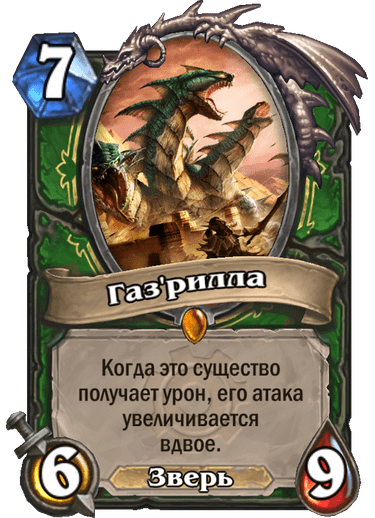 7
Газ'рилла
Когда это существо
получает урон, его атака
увеличивается
вдвое.
6
Зверь
9